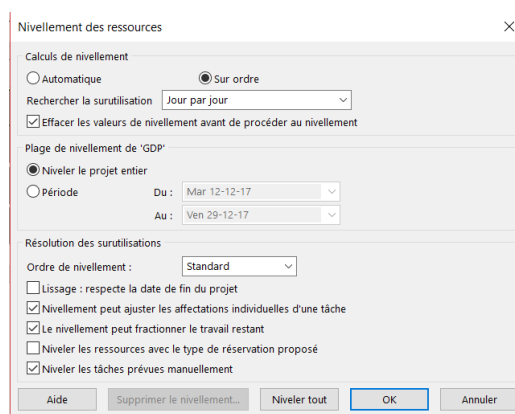 Nivellement des ressources
Calculs de nivellement
Automatique Sur ordre
Rechercher la surutilisation Jour par jour
Effacer les valeurs de nivellement avant de procéder au nivellement
Plage de nivellement de 'GDP'
Niveler le projet entier
Période Du : Mar 12-12-17
Au : Ven 29-12-17
Résolution des surutilisations
Ordre de nivellement : Standard
Lissage : respecte la date de fin du projet
Nivellement peut ajuster les affectations individuelles d'une tâche
Le nivellement peut fractionner le travail restant
Niveler les ressources avec le type de réservation proposé
Niveler les tâches prévues manuellement
Aide Supprimer le nivellement... Niveler tout OK Annuler